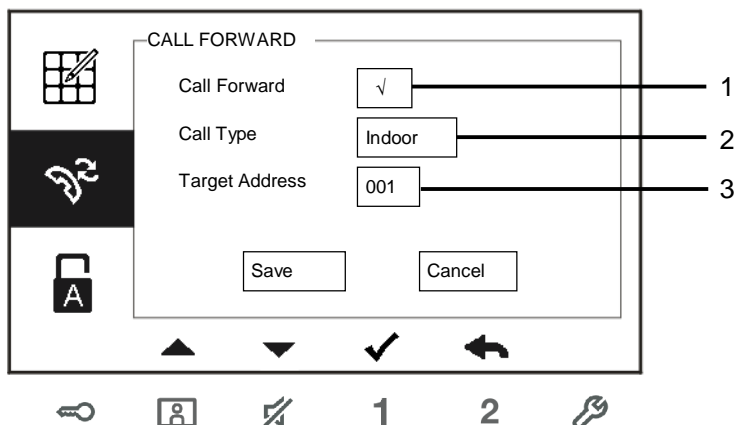 CALL FORWARD
Call Forward √ 1
Call Type Indoor 2
Target Address 001 3
Save Cancel
A
1 2